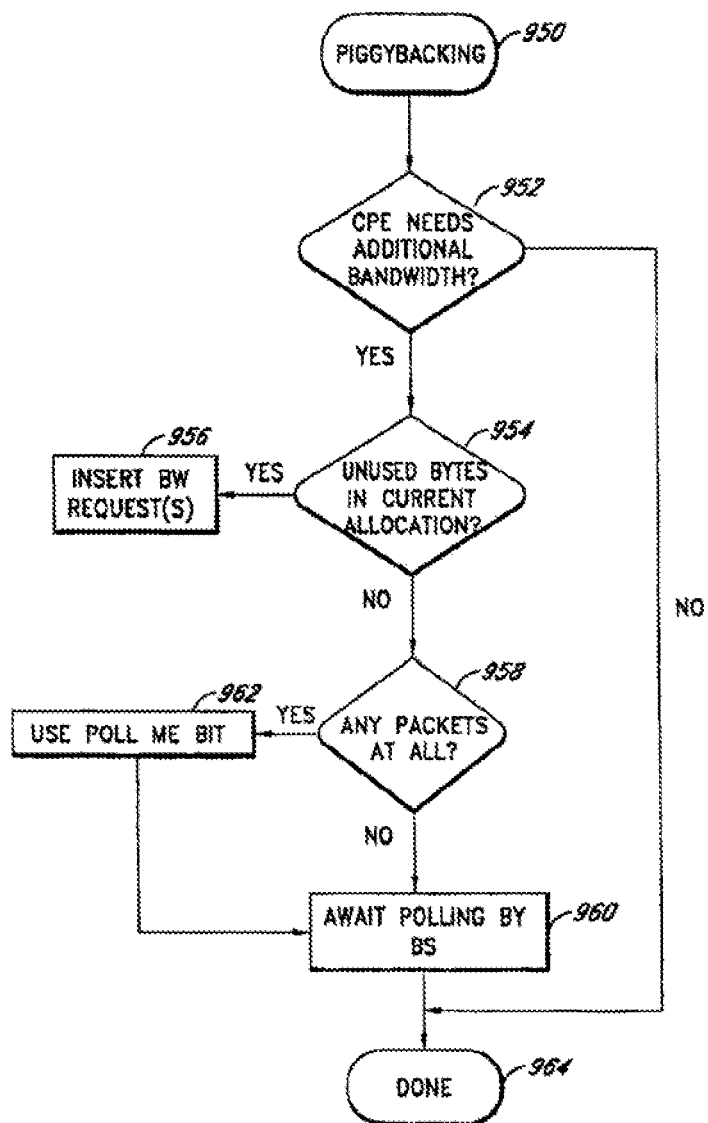 PIGGYBACKING
950
952
CPE NEEDS
ADDITIONAL
BANDWIDTH?
YES
954
956
UNUSED BYTES
IN CURRENT
ALLOCATION?
YES
INSERT BW
REQUEST(S)
NO
NO
958
962
ANY PACKETS
AT ALL?
YES
USE POLL ME BIT
NO
AWAIT POLLING BY
BS
960
DONE
964